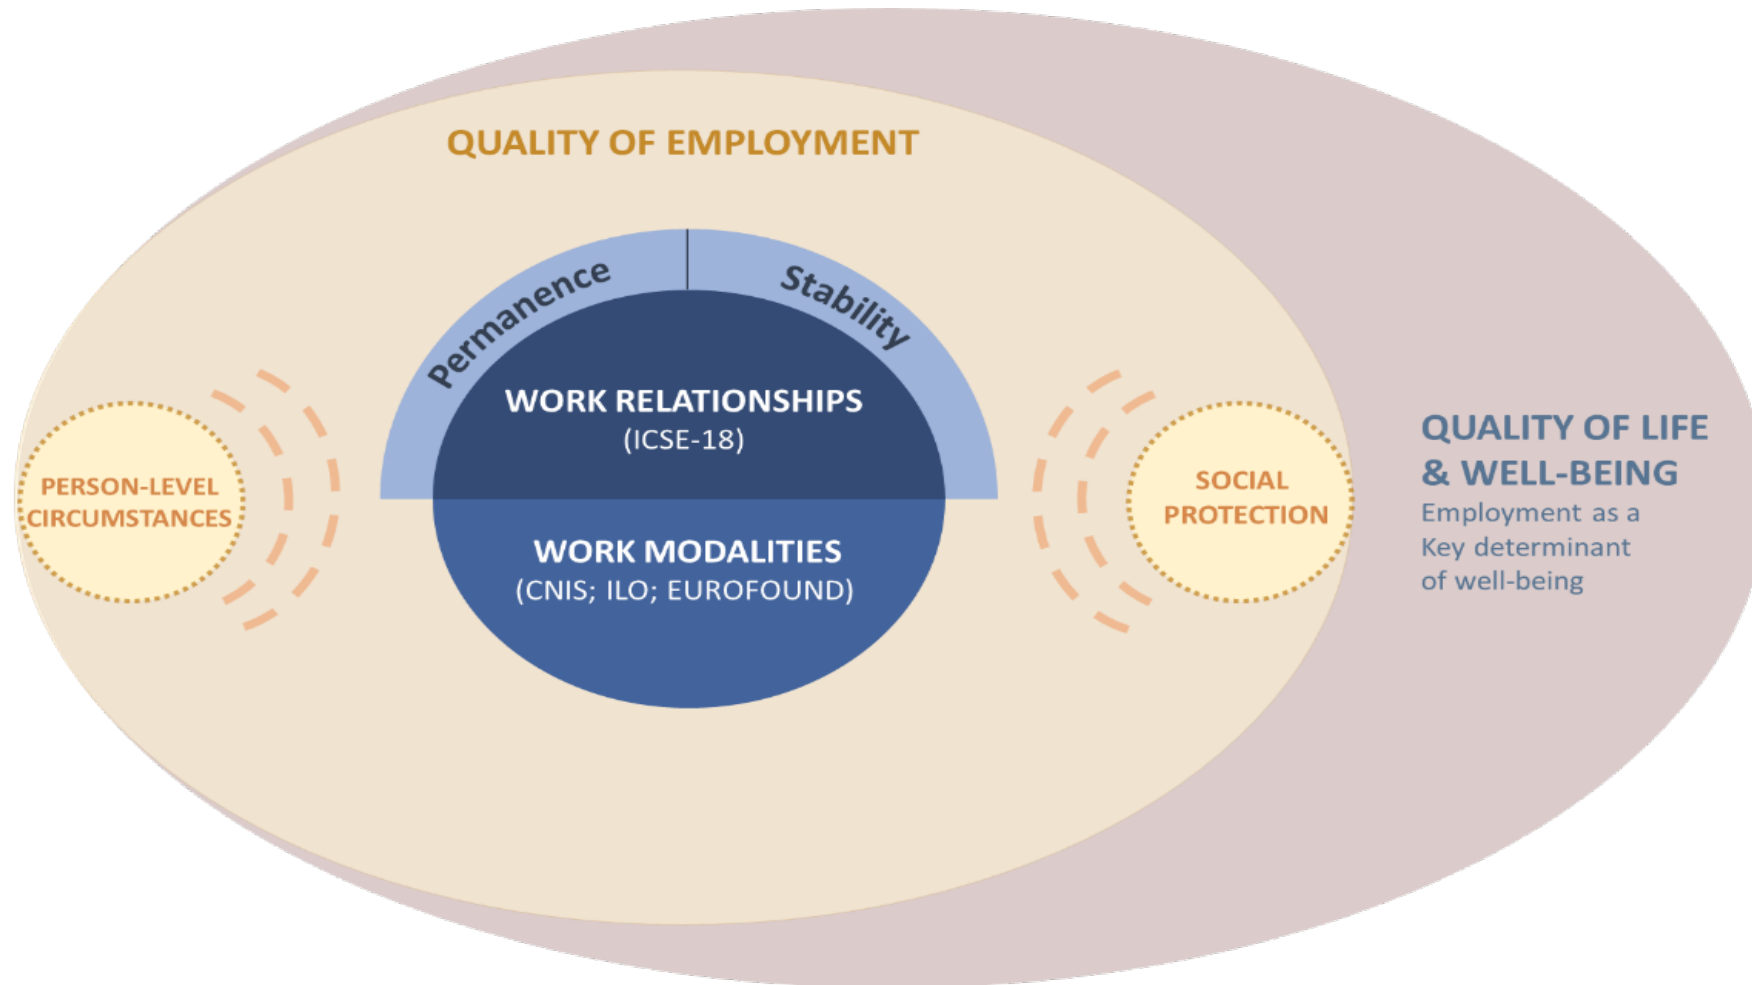 QUALITY OF EMPLOYMENT
Permanence
Stability
WORK RELATIONSHIPS
(ICSE-18)
WORK MODALITIES
(CNIS; ILO; EUROFOUND)
PERSON-LEVEL
CIRCUMSTANCES
SOCIAL
PROTECTION
QUALITY OF LIFE
& WELL-BEING
Employment as a
Key determinant
of well-being